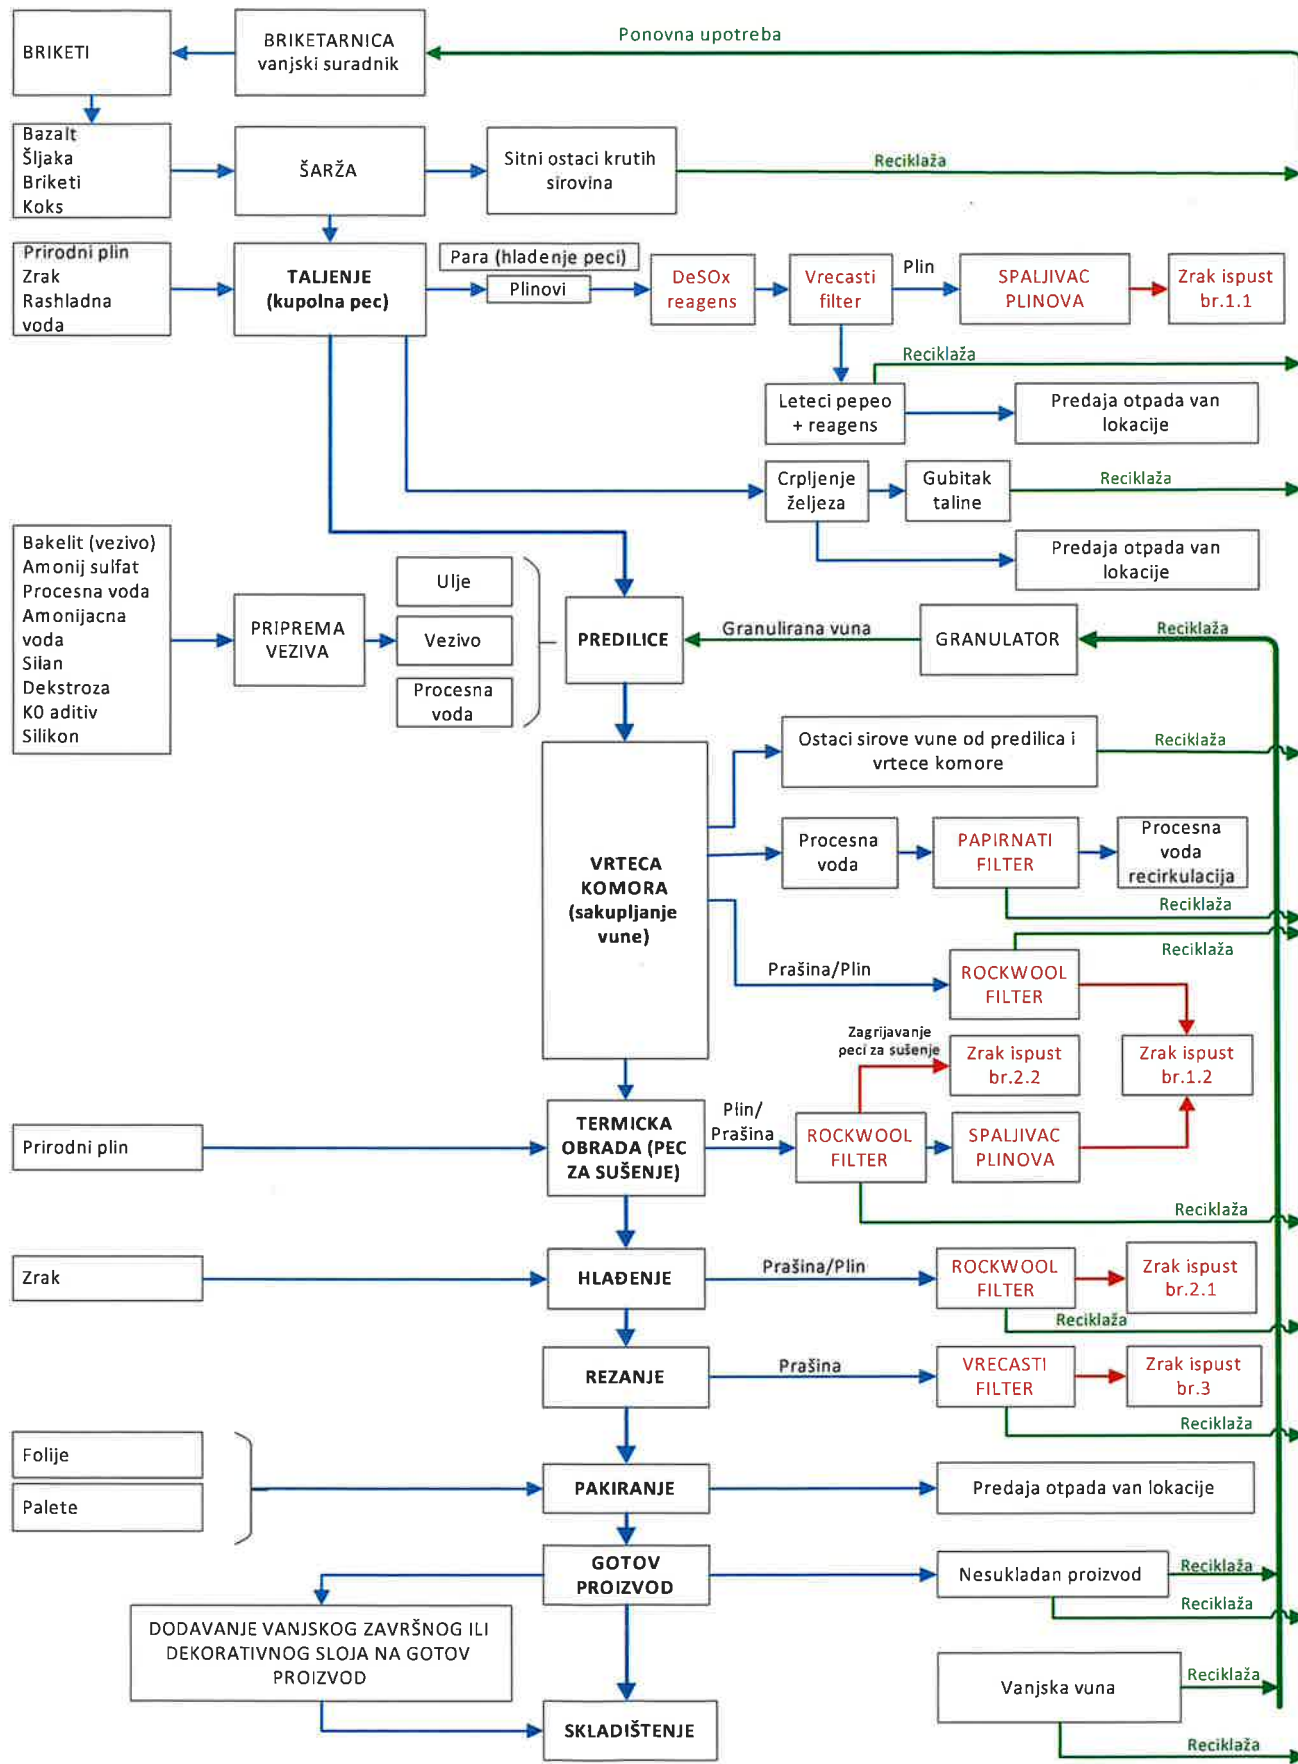 BRIKETI
BRIKETARNICA
vanjski suradnik
Ponovna upotreba
Bazalt
Šljaka
Briketi
Koks
ŠARŽA
Sitni ostaci krutih
sirovina
Reciklaža
Prirodni plin
Zrak
Rashladna
voda
TALJENJE
(kupolna pec)
Para (hlađenje peci)
Plinovi
DeSOx
reagens
Vrecasti
filter
Plin
SPALJIVAC
PLINOVA
Zrak ispust
br.1.1
Reciklaža
Leteci pepeo
+ reagens
Predaja otpada van
lokacije
Crpljenje
željeza
Gubitak
taline
Reciklaža
Predaja otpada van
lokacije
Bakelit (vezivo)
Amonij sulfat
Procesna voda
Amonijacna
voda
Silan
Dekstroza
K0 aditiv
Silikon
PRIPREMA
VEZIVA
Ulje
Vezivo
Procesna
voda
PREDILICE
Granulirana vuna
GRANULATOR
Reciklaža
Ostaci sirove vune od predilica i
vrtece komore
Reciklaža
VRTECA
KOMORA
(sakupljanje
vune)
Procesna
voda
PAPIRNATI
FILTER
Procesna
voda
recirkulacija
Reciklaža
Reciklaža
Prašina/Plin
ROCKWOOL
FILTER
Zagrijavanje
peci za sušenje
Zrak ispust
br.2.2
Zrak ispust
br.1.2
Prirodni plin
TERMICKA
OBRADA (PEC
ZA SUŠENJE)
Plin/
Prašina
ROCKWOOL
FILTER
SPALJIVAC
PLINOVA
Reciklaža
Zrak
HLAĐENJE
Prašina/Plin
ROCKWOOL
FILTER
Zrak ispust
br.2.1
Reciklaža
REZANJE
Prašina
VRECASTI
FILTER
Zrak ispust
br.3
Reciklaža
Folije
Palete
PAKIRANJE
Predaja otpada van lokacije
GOTOV
PROIZVOD
Nesukladan proizvod
Reciklaža
Reciklaža
DODAVANJE VANJSKOG ZAVRŠNOG ILI
DEKORATIVNOG SLOJA NA GOTOV
PROIZVOD
Vanjska vuna
Reciklaža
SKLADIŠTENJE
Reciklaža